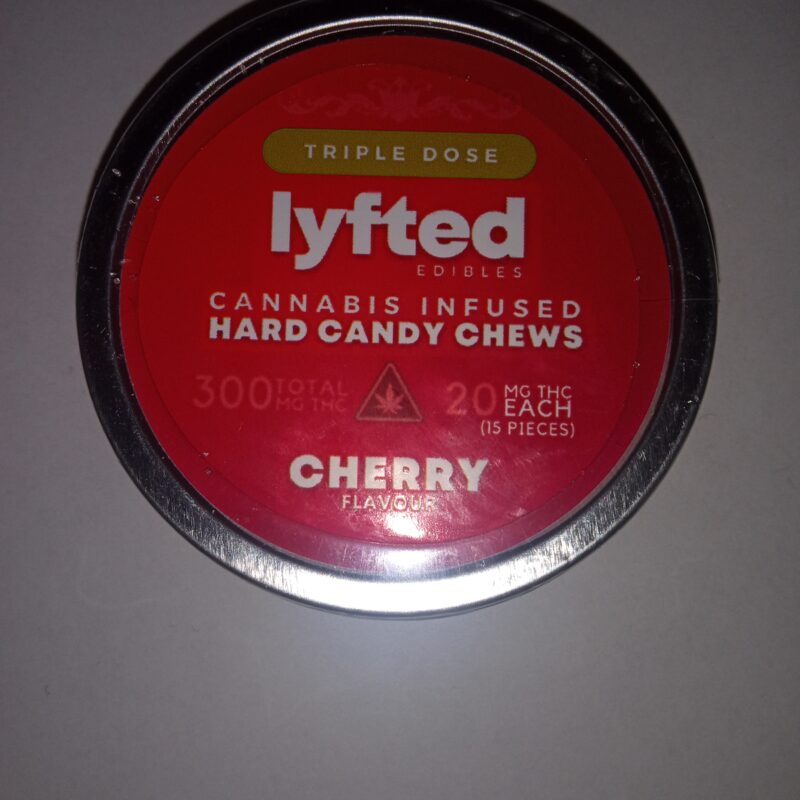 TRIPLE DOSE
lyfted
EDIBLES
CANNABIS INFUSED
HARD CANDY CHEWS
300 TOTAL MG THC
20 MG THC EACH
(15 PIECES)
CHERRY
FLAVOUR